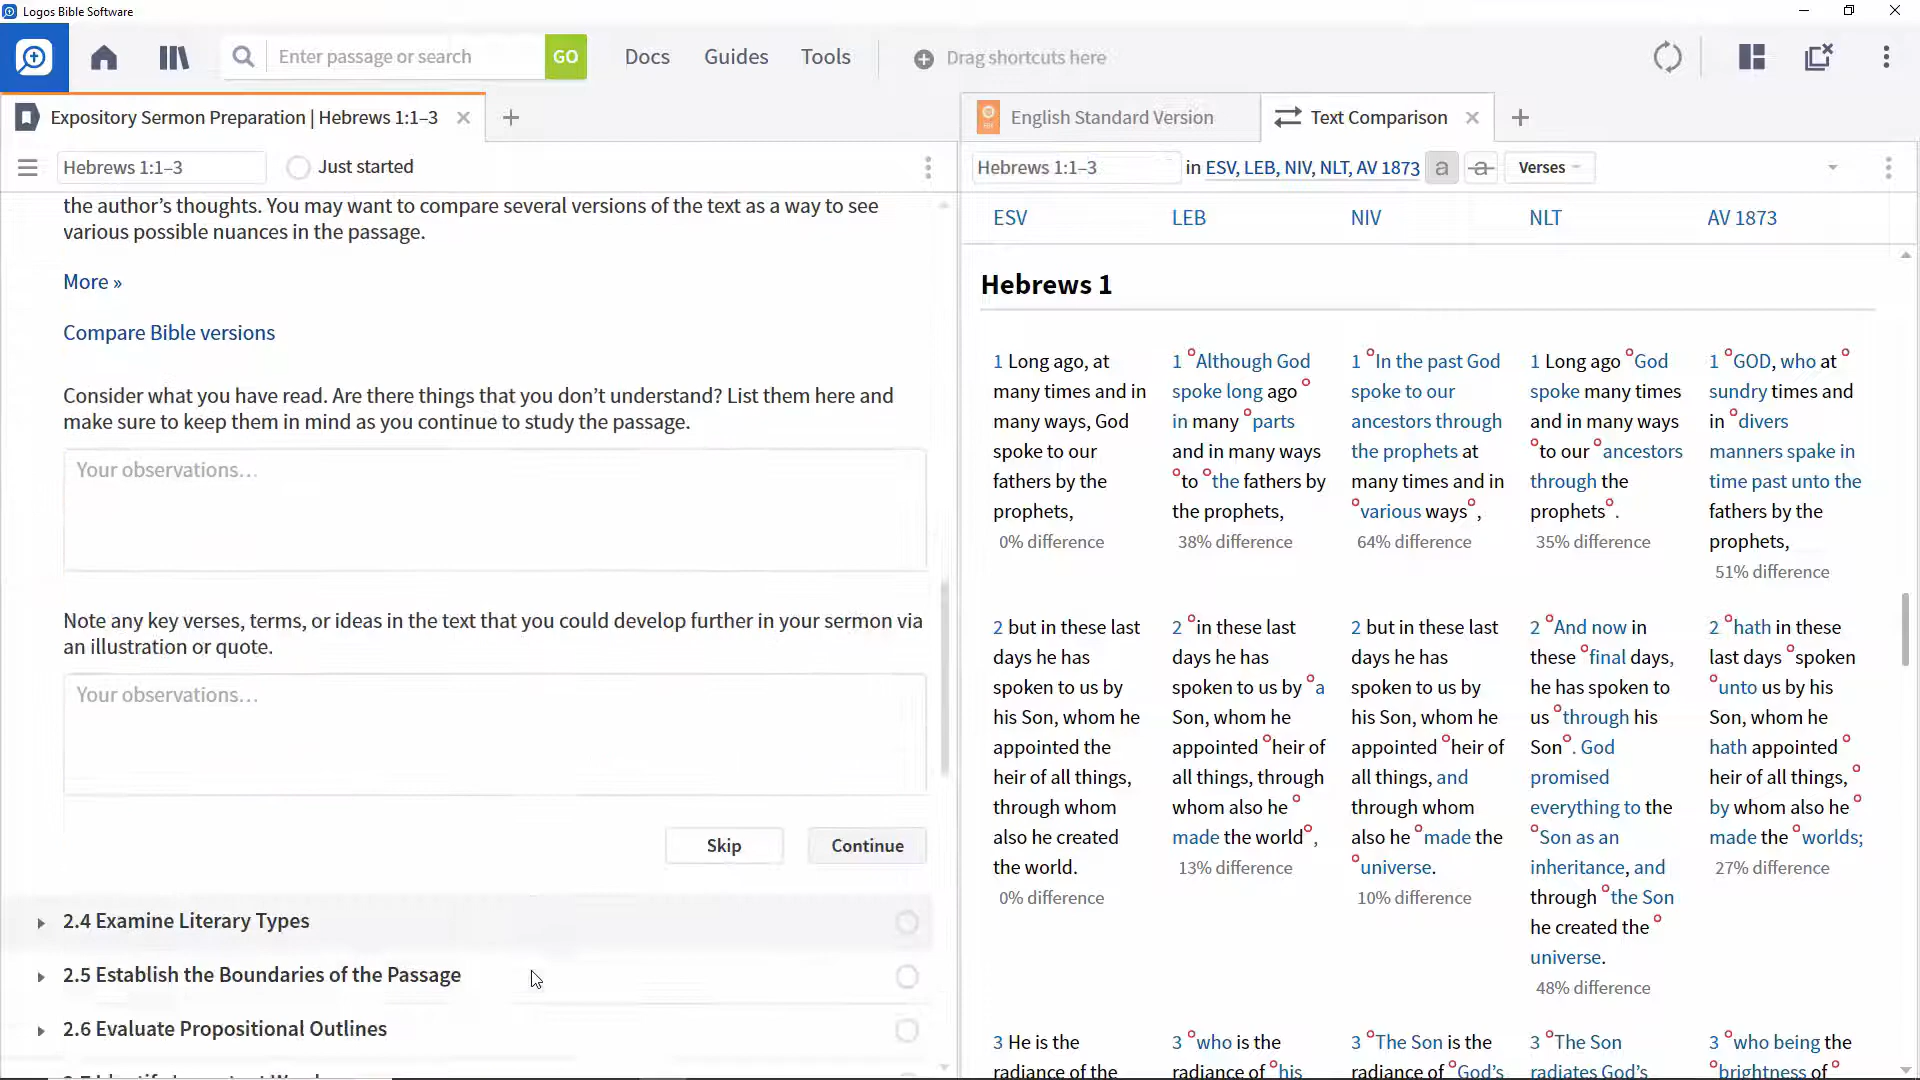 Logos Bible Software
Enter passage or search
GO
Docs
Guides
Tools
Drag shortcuts here
Expository Sermon Preparation | Hebrews 1:1–3
Hebrews 1:1–3
Just started
the author’s thoughts. You may want to compare several versions of the text as a way to see
various possible nuances in the passage.
More »
Compare Bible versions
Consider what you have read. Are there things that you don’t understand? List them here and
make sure to keep them in mind as you continue to study the passage.
Your observations…
Note any key verses, terms, or ideas in the text that you could develop further in your sermon via
an illustration or quote.
Your observations…
Skip
Continue
2.4 Examine Literary Types
2.5 Establish the Boundaries of the Passage
2.6 Evaluate Propositional Outlines
English Standard Version
Text Comparison
Hebrews 1:1–3
in ESV, LEB, NIV, NLT, AV 1873
a
a
Verses
ESV
LEB
NIV
NLT
AV 1873
Hebrews 1
1 Long ago, at
many times and in
many ways, God
spoke to our
fathers by the
prophets,
0% difference
1 Although God
spoke long ago
in many parts
and in many ways
to the fathers by
the prophets,
38% difference
1 In the past God
spoke to our
ancestors through
the prophets at
many times and in
various ways,
64% difference
1 Long ago God
spoke many times
and in many ways
to our ancestors
through the
prophets.
35% difference
1 GOD, who at
sundry times and
in divers
manners spake in
time past unto the
fathers by the
prophets,
51% difference
2 but in these last
days he has
spoken to us by
his Son, whom he
appointed the
heir of all things,
through whom
also he created
the world.
0% difference
2 in these last
days he has
spoken to us by a
Son, whom he
appointed heir of
all things, through
whom also he
made the world,
13% difference
2 but in these last
days he has
spoken to us by
his Son, whom he
appointed heir of
all things, and
through whom
also he made the
universe.
10% difference
2 And now in
these final days,
he has spoken to
us through his
Son. God
promised
everything to the
Son as an
inheritance, and
through the Son
he created the
universe.
48% difference
2 hath in these
last days spoken
unto us by his
Son, whom he
hath appointed
heir of all things,
by whom also he
made the worlds;
27% difference
3 He is the
radiance of the
3 who is the
radiance of his
3 The Son is the
radiance of God’s
3 The Son
radiates God’s
3 who being the
brightness of